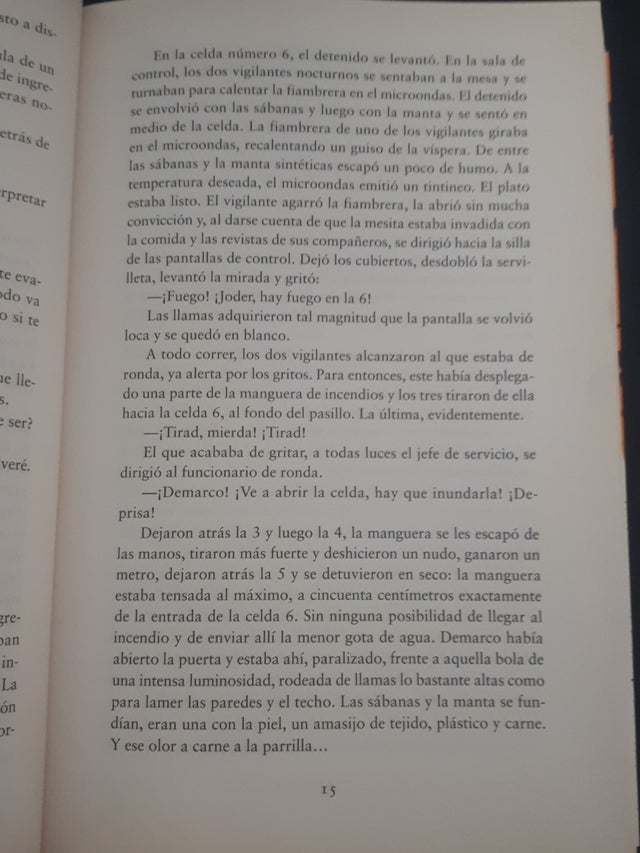 sto a dis-
ula de un
de ingre-
eras no-
etrás de
erpretar
te eva-
odo va
o si te
ue lle-
s.
e ser?
veré.
gre-
ban
in-
La
ón
or-
En la celda número 6, el detenido se levantó. En la sala de
control, los dos vigilantes nocturnos se sentaban a la mesa y se
turnaban para calentar la fiambrera en el microondas. El detenido
se envolvió con las sábanas y luego con la manta y se sentó en
medio de la celda. La fiambrera de uno de los vigilantes giraba
en el microondas, recalentando un guiso de la víspera. De entre
las sábanas y la manta sintéticas escapó un poco de humo. A la
temperatura deseada, el microondas emitió un tintineo. El plato
estaba listo. El vigilante agarró la fiambrera, la abrió sin mucha
convicción y, al darse cuenta de que la mesita estaba invadida con
la comida y las revistas de sus compañeros, se dirigió hacia la silla
de las pantallas de control. Dejó los cubiertos, desdobló la servi-
lleta, levantó la mirada y gritó:
—¡Fuego! ¡Joder, hay fuego en la 6!
Las llamas adquirieron tal magnitud que la pantalla se volvió
loca y se quedó en blanco.
A todo correr, los dos vigilantes alcanzaron al que estaba de
ronda, ya alerta por los gritos. Para entonces, este había desplega-
do una parte de la manguera de incendios y los tres tiraron de ella
hacia la celda 6, al fondo del pasillo. La última, evidentemente.
—¡Tirad, mierda! ¡Tirad!
El que acababa de gritar, a todas luces el jefe de servicio, se
dirigió al funcionario de ronda.
—¡Demarco! ¡Ve a abrir la celda, hay que inundarla! ¡De-
prisa!
Dejaron atrás la 3 y luego la 4, la manguera se les escapó de
las manos, tiraron más fuerte y deshicieron un nudo, ganaron un
metro, dejaron atrás la 5 y se detuvieron en seco: la manguera
estaba tensada al máximo, a cincuenta centímetros exactamente
de la entrada de la celda 6. Sin ninguna posibilidad de llegar al
incendio y de enviar allí la menor gota de agua. Demarco había
abierto la puerta y estaba ahí, paralizado, frente a aquella bola de
una intensa luminosidad, rodeada de llamas lo bastante altas como
para lamer las paredes y el techo. Las sábanas y la manta se fun-
dían, eran una con la piel, un amasijo de tejido, plástico y carne.
Y ese olor a carne a la parrilla...
15